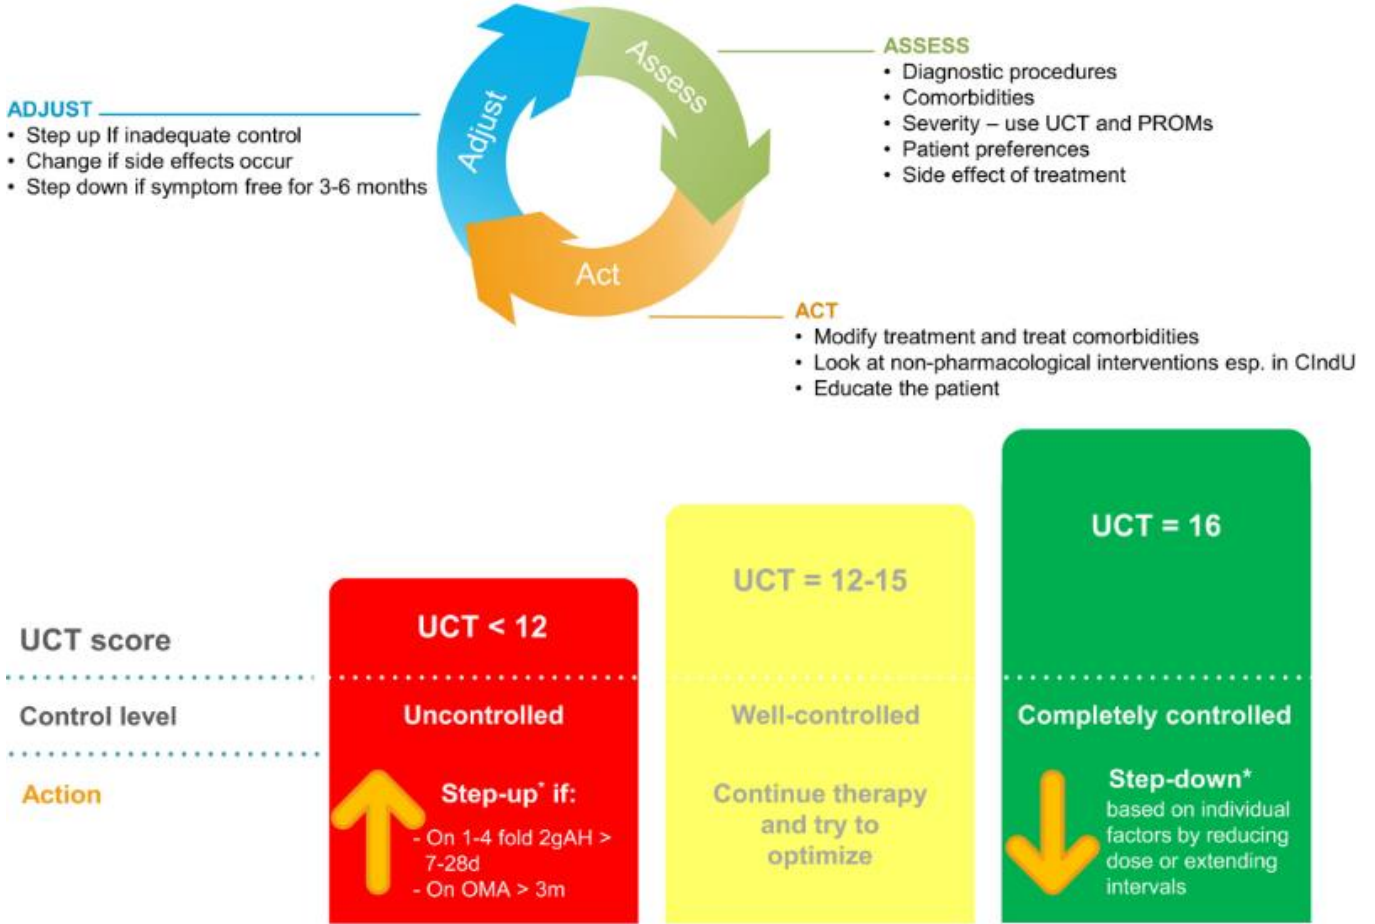 Adjust
Assess
Act
ADJUST
• Step up If inadequate control
• Change if side effects occur
• Step down if symptom free for 3-6 months
ASSESS
• Diagnostic procedures
• Comorbidities
• Severity – use UCT and PROMs
• Patient preferences
• Side effect of treatment
ACT
• Modify treatment and treat comorbidities
• Look at non-pharmacological interventions esp. in CIndU
• Educate the patient
UCT score
UCT < 12
UCT = 12-15
UCT = 16
Control level
Uncontrolled
Well-controlled
Completely controlled
Action
Step-up* if:
- On 1-4 fold 2gAH >
7-28d
- On OMA > 3m
Continue therapy
and try to
optimize
Step-down*
based on individual
factors by reducing
dose or extending
intervals